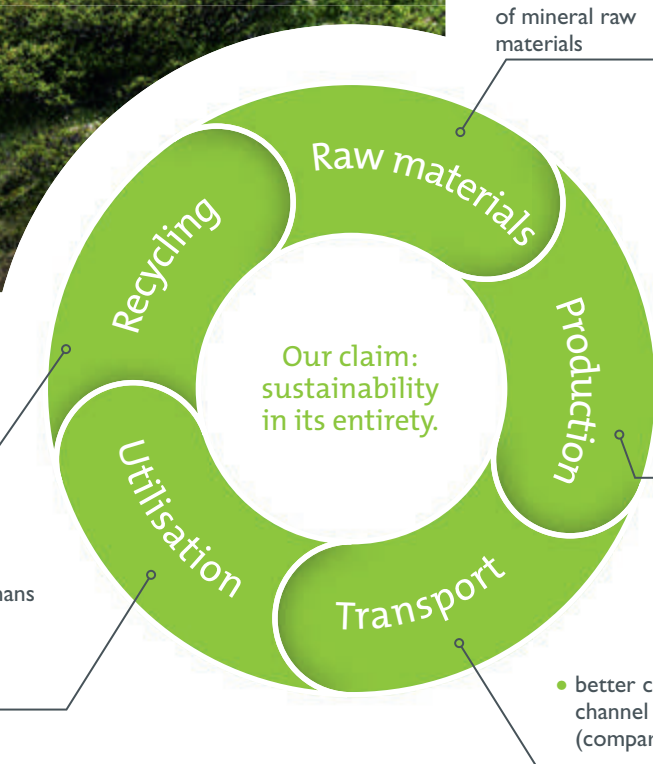 of mineral raw
materials
Raw materials
Recycling
Production
Our claim:
sustainability
in its entirety.
Utilisation
Transport
• better
channel